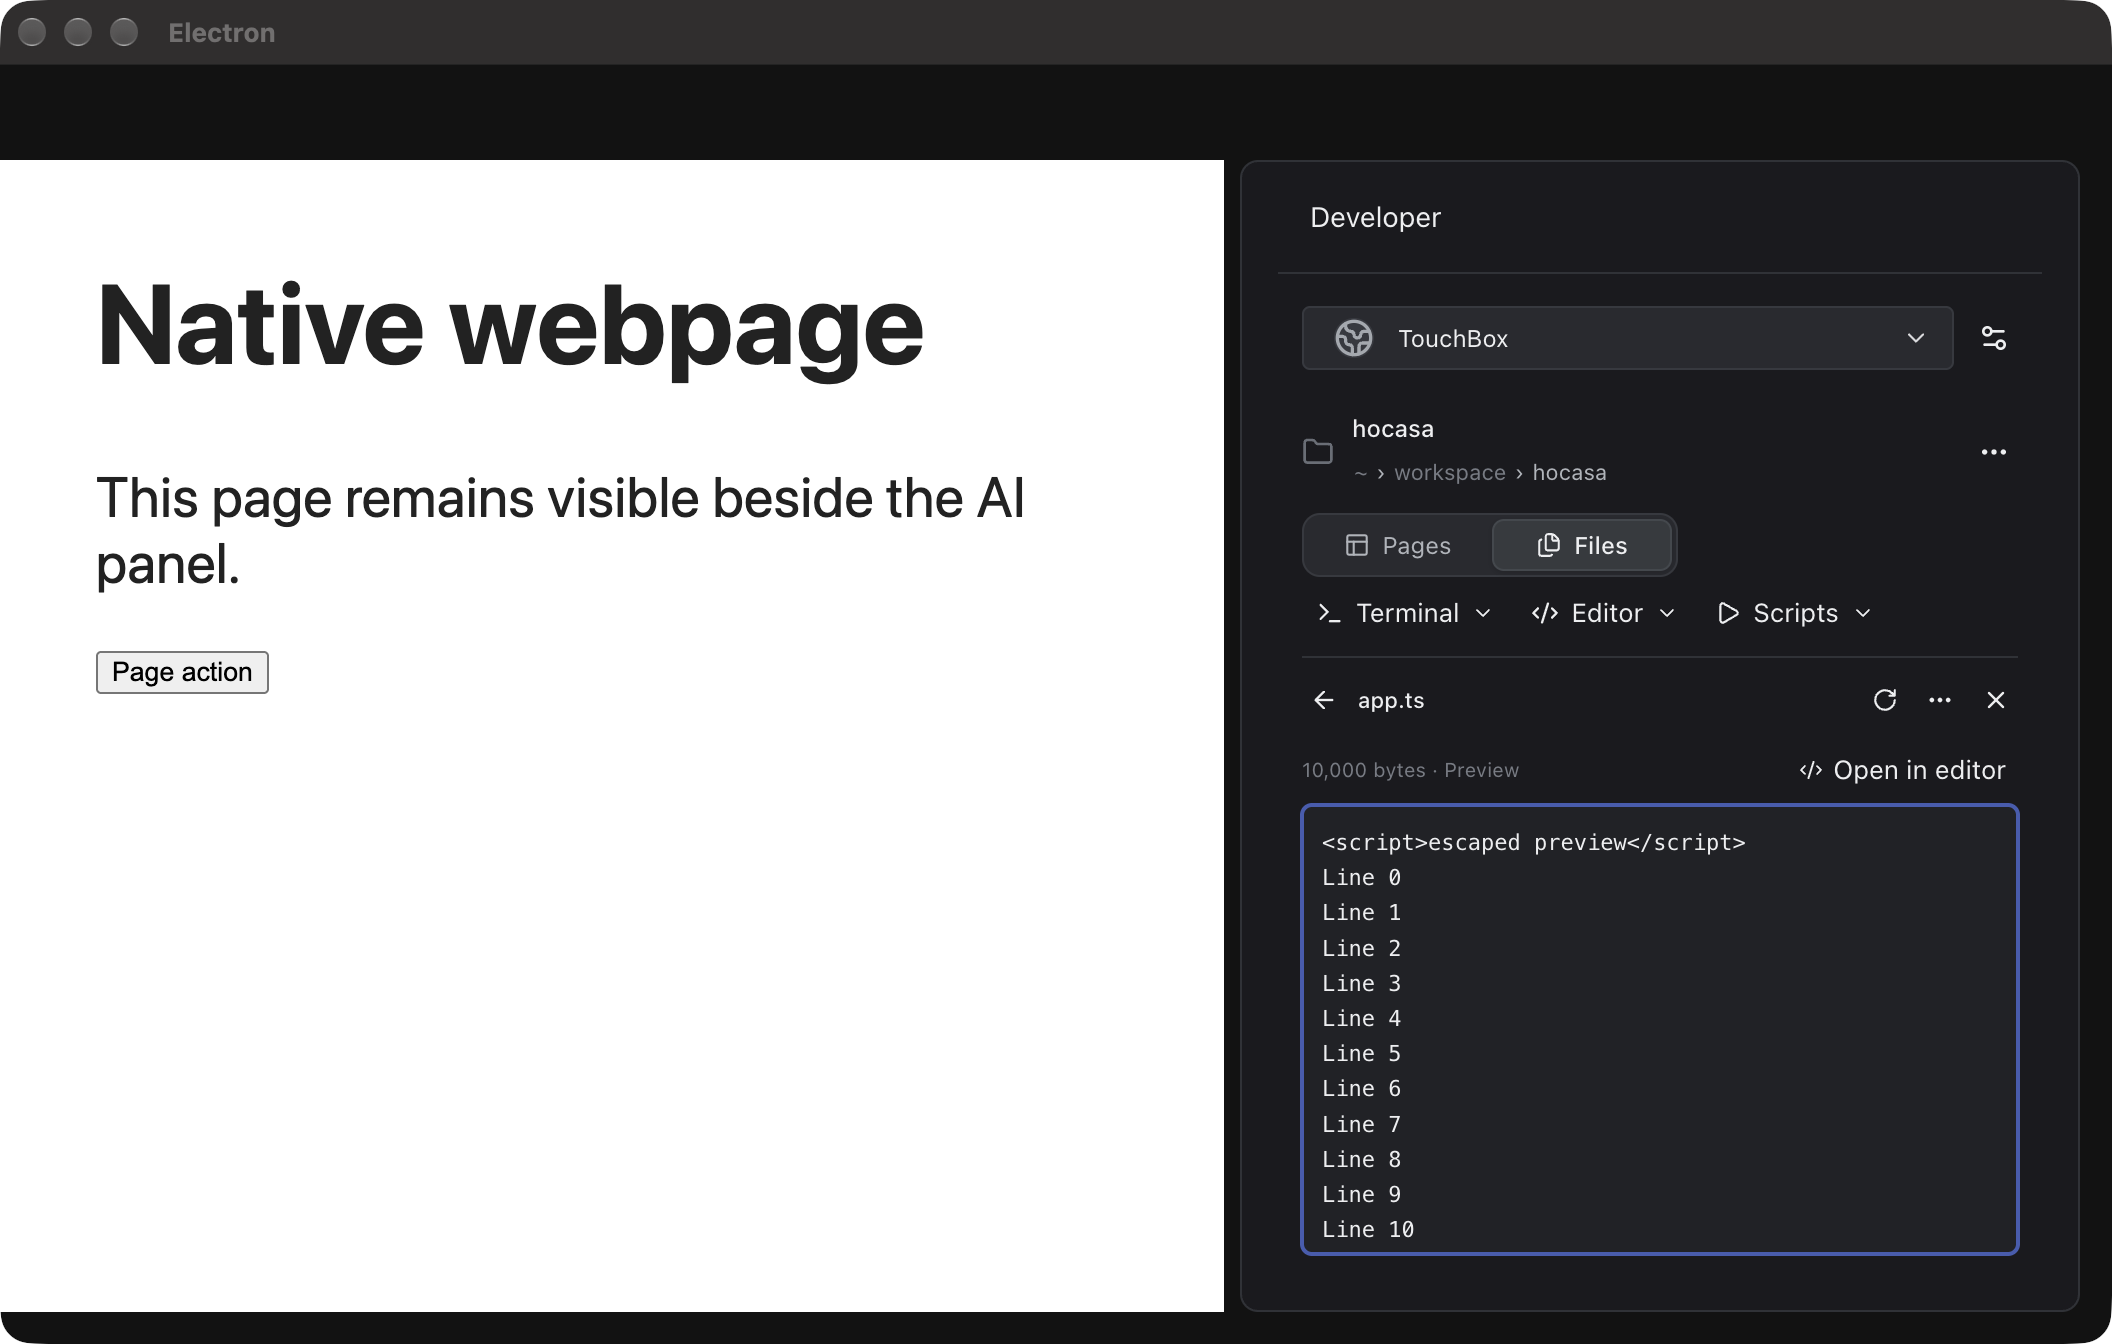 Electron
Native webpage
This page remains visible beside the AI
panel.
Page action
Developer
TouchBox
hocasa
~ › workspace › hocasa
Pages Files
Terminal </> Editor Scripts
app.ts
10,000 bytes · Preview </> Open in editor
<script>escaped preview</script>
Line 0
Line 1
Line 2
Line 3
Line 4
Line 5
Line 6
Line 7
Line 8
Line 9
Line 10